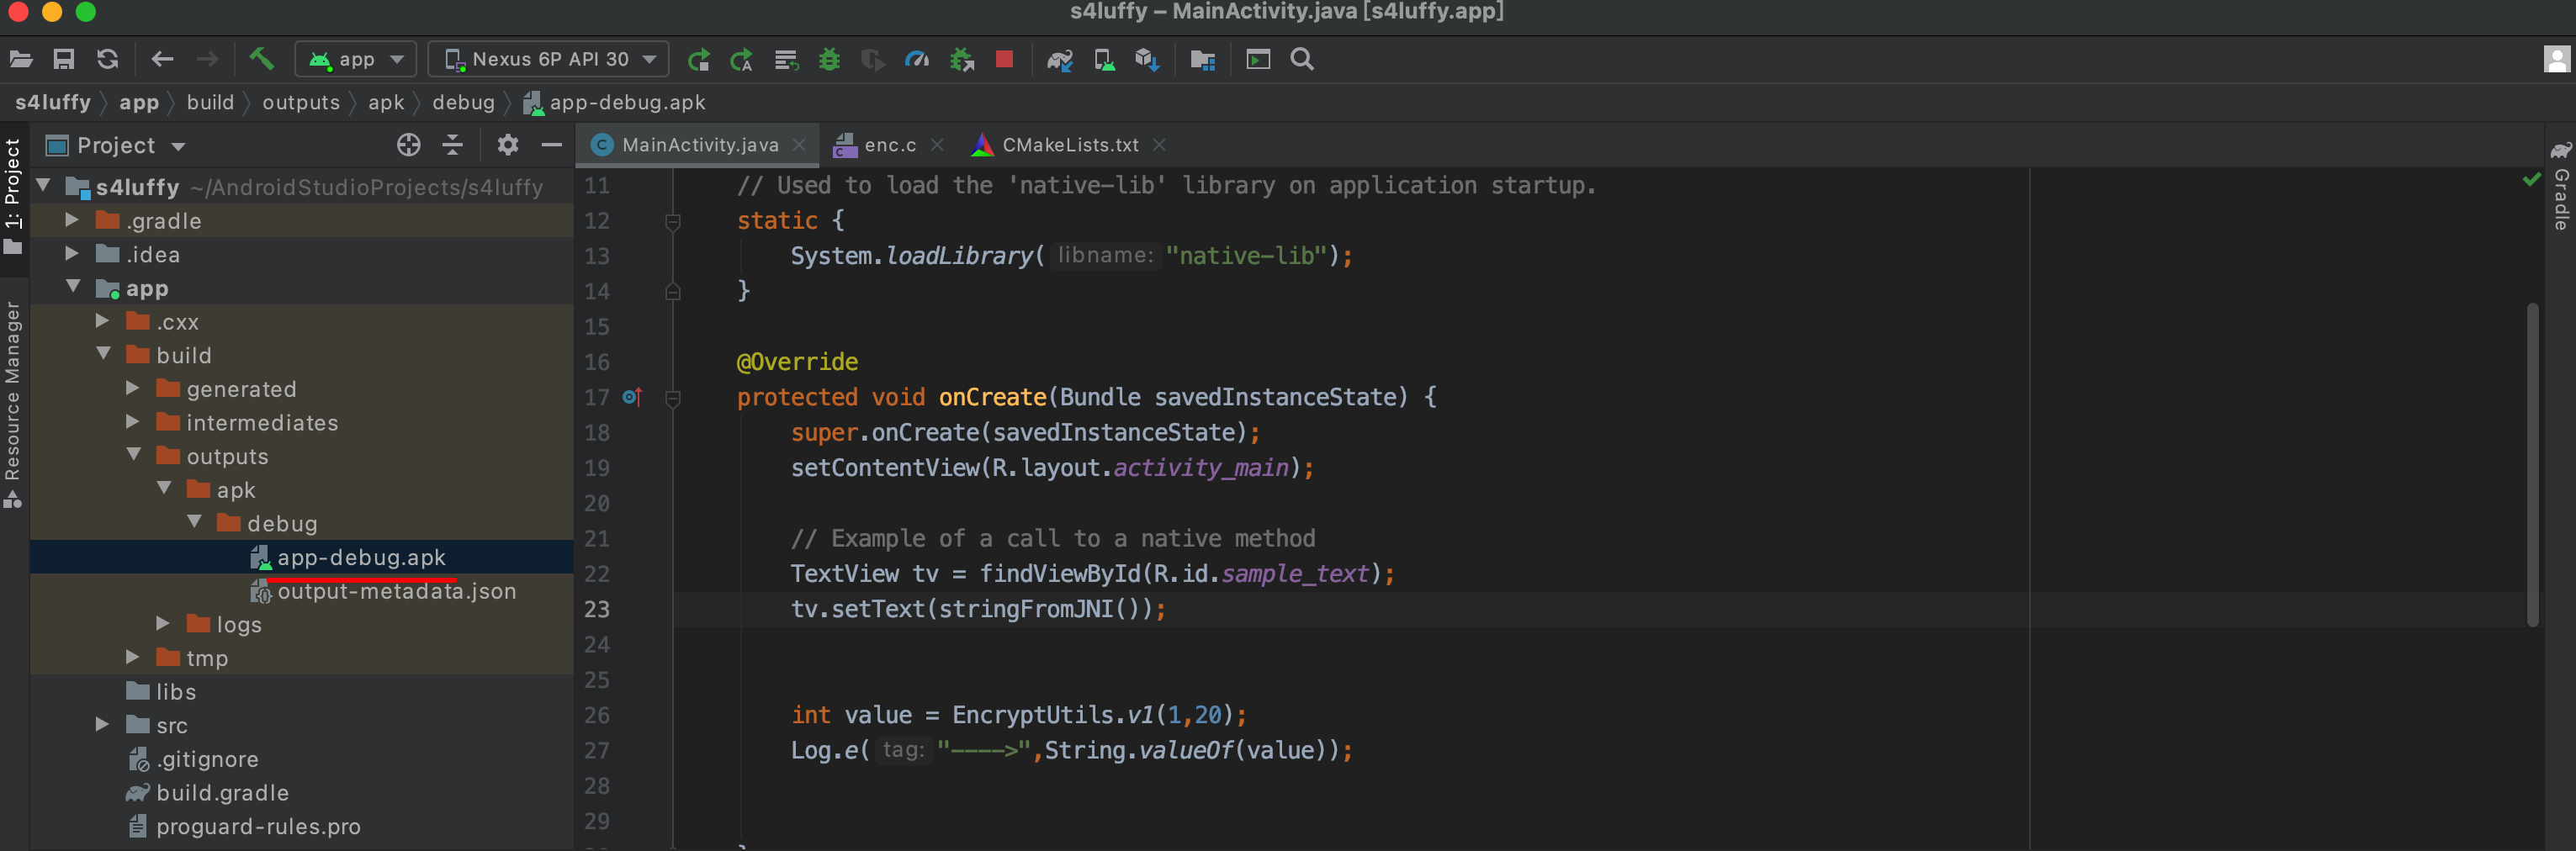 s4luffy – MainActivity.java [s4luffy.app]
app
Nexus 6P API 30
s4luffy app build outputs apk debug app-debug.apk
1: Project
Resource Manager
Project
s4luffy ~/AndroidStudioProjects/s4luffy
.gradle
.idea
app
.cxx
build
generated
intermediates
outputs
apk
debug
app-debug.apk
output-metadata.json
logs
tmp
libs
src
.gitignore
build.gradle
proguard-rules.pro
MainActivity.java
enc.c
CMakeLists.txt
11 // Used to load the 'native-lib' library on application startup.
12 static {
13 System.loadLibrary( libname: "native-lib");
14 }
15
16 @Override
17 protected void onCreate(Bundle savedInstanceState) {
18 super.onCreate(savedInstanceState);
19 setContentView(R.layout.activity_main);
20
21 // Example of a call to a native method
22 TextView tv = findViewById(R.id.sample_text);
23 tv.setText(stringFromJNI());
24
25
26 int value = EncryptUtils.v1(1,20);
27 Log.e( tag: "---->",String.valueOf(value));
28
29
Gradle